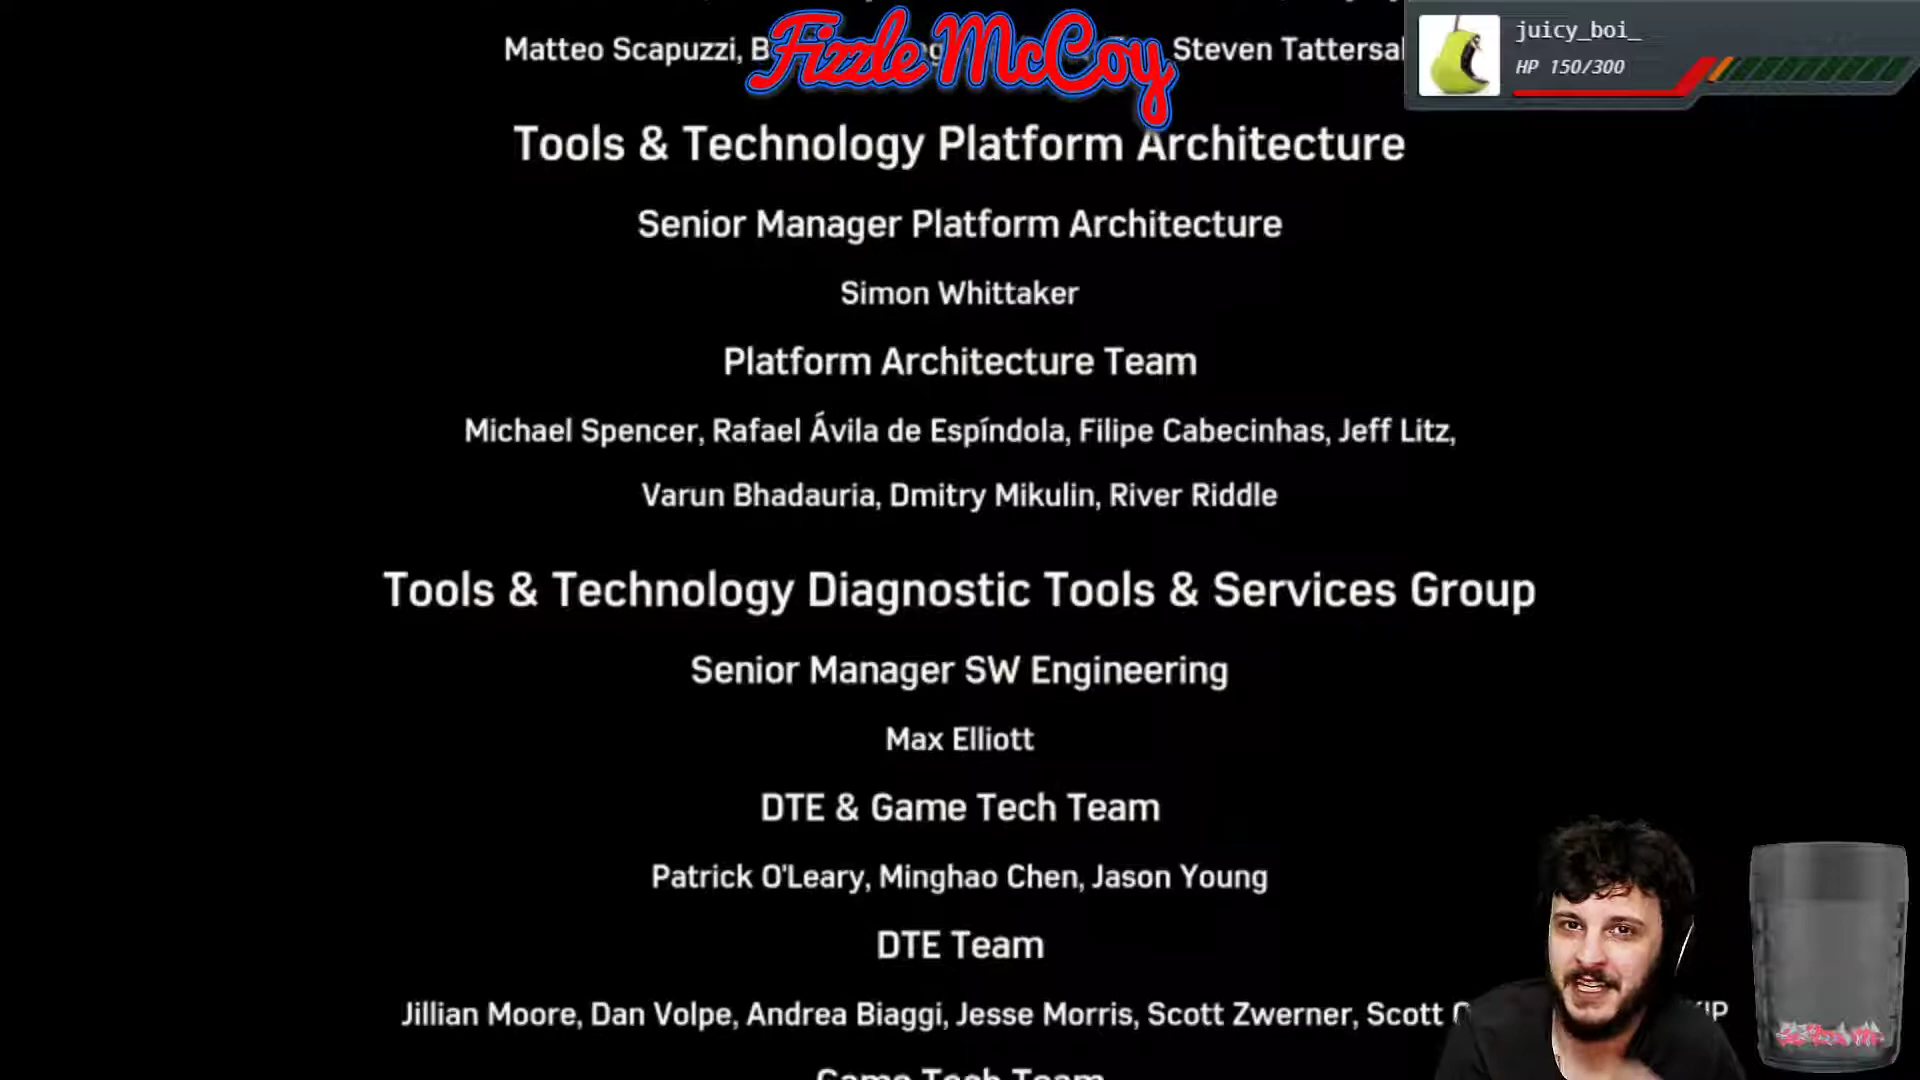 Matteo Scapuzzi,
Fizzle McCoy
Steven Tattersal
juicy_boi_
HP 150/300
Tools & Technology Platform Architecture
Senior Manager Platform Architecture
Simon Whittaker
Platform Architecture Team
Michael Spencer, Rafael Ávila de Espíndola, Filipe Cabecinhas, Jeff Litz,
Varun Bhadauria, Dmitry Mikulin, River Riddle
Tools & Technology Diagnostic Tools & Services Group
Senior Manager SW Engineering
Max Elliott
DTE & Game Tech Team
Patrick O'Leary, Minghao Chen, Jason Young
DTE Team
Jillian Moore, Dan Volpe, Andrea Biaggi, Jesse Morris, Scott Zwerner, Scott
Game Tech Team